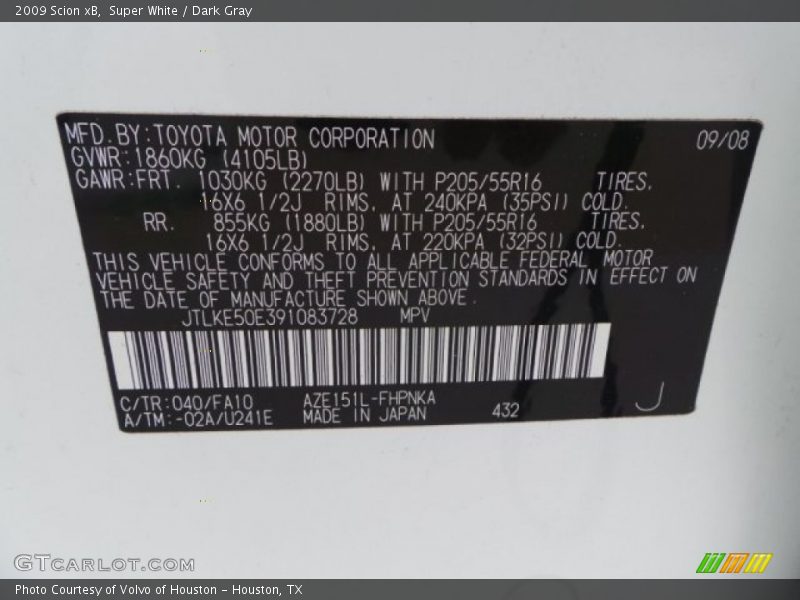 2009 Scion xB, Super White / Dark Gray
MFD.BY:TOYOTA MOTOR CORPORATION 09/08
GVWR:1860KG (4105LB)
GAWR:FRT. 1030KG (2270LB) WITH P205/55R16 TIRES,
16X6 1/2J RIMS, AT 240KPA (35PSI) COLD.
RR. 855KG (1880LB) WITH P205/55R16 TIRES,
16X6 1/2J RIMS, AT 220KPA (32PSI) COLD.
THIS VEHICLE CONFORMS TO ALL APPLICABLE FEDERAL MOTOR
VEHICLE SAFETY AND THEFT PREVENTION STANDARDS IN EFFECT ON
THE DATE OF MANUFACTURE SHOWN ABOVE.
JTLKE50E391083728 MPV
C/TR:040/FA10 AZE151L-FHPNKA
A/TM:-02A/U241E MADE IN JAPAN 432 J
GTCARLOT.COM
Photo Courtesy of Volvo of Houston - Houston, TX